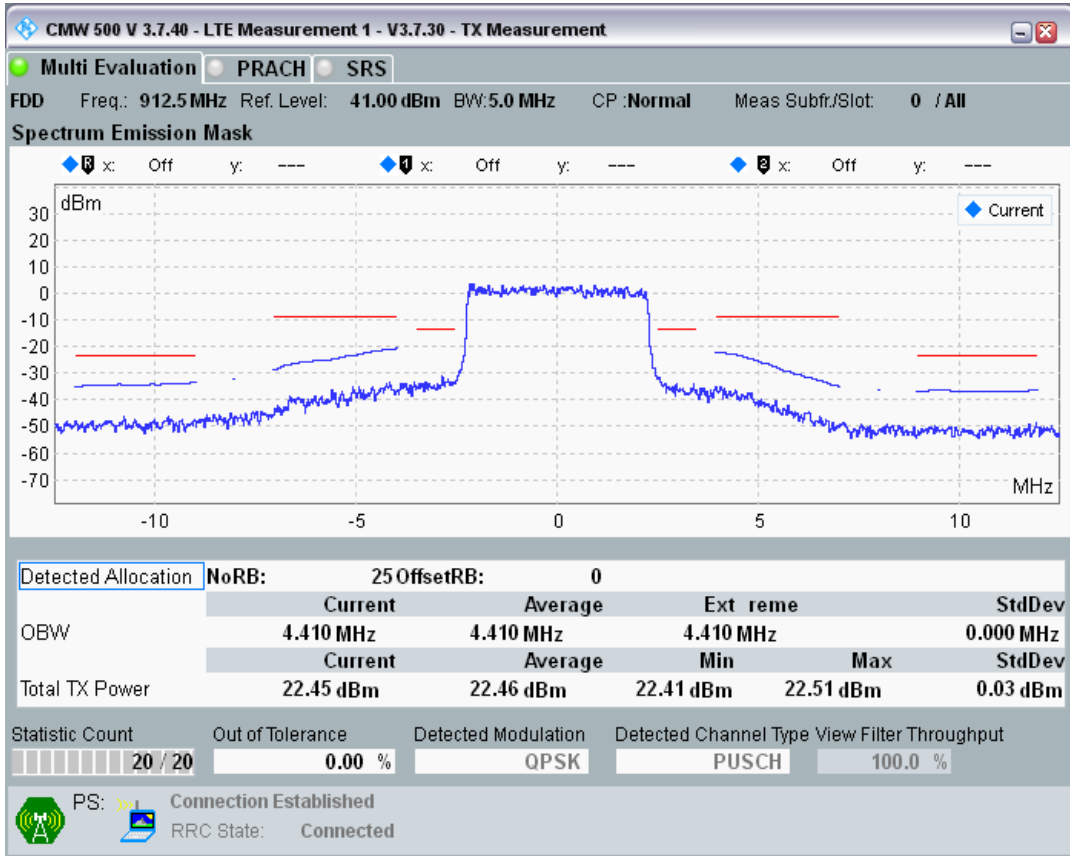 CMW 500 V 3.7.40 - LTE Measurement 1 - V3.7.30 - TX Measurement
Multi Evaluation PRACH SRS
FDD Freq.: 912.5 MHz Ref. Level: 41.00 dBm BW: 5.0 MHz CP :Normal Meas Subfr./Slot: 0 / All
Spectrum Emission Mask
R x: Off y: --- 1 x: Off y: --- 2 x: Off y: ---
dBm
Current
30
20
10
0
-10
-20
-30
-40
-50
-60
-70
MHz
-10 -5 0 5 10
Detected Allocation NoRB: 25 OffsetRB: 0
Current Average Ext reme StdDev
OBW 4.410 MHz 4.410 MHz 4.410 MHz 0.000 MHz
Current Average Min Max StdDev
Total TX Power 22.45 dBm 22.46 dBm 22.41 dBm 22.51 dBm 0.03 dBm
Statistic Count Out of Tolerance Detected Modulation Detected Channel Type View Filter Throughput
20 / 20 0.00 % QPSK PUSCH 100.0 %
PS: Connection Established
RRC State: Connected